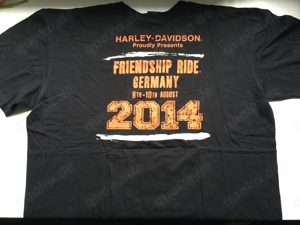 HARLEY-DAVIDSON
Proudly Presents
FRIENDSHIP RIDE
GERMANY
8TH-10TH AUGUST
2014